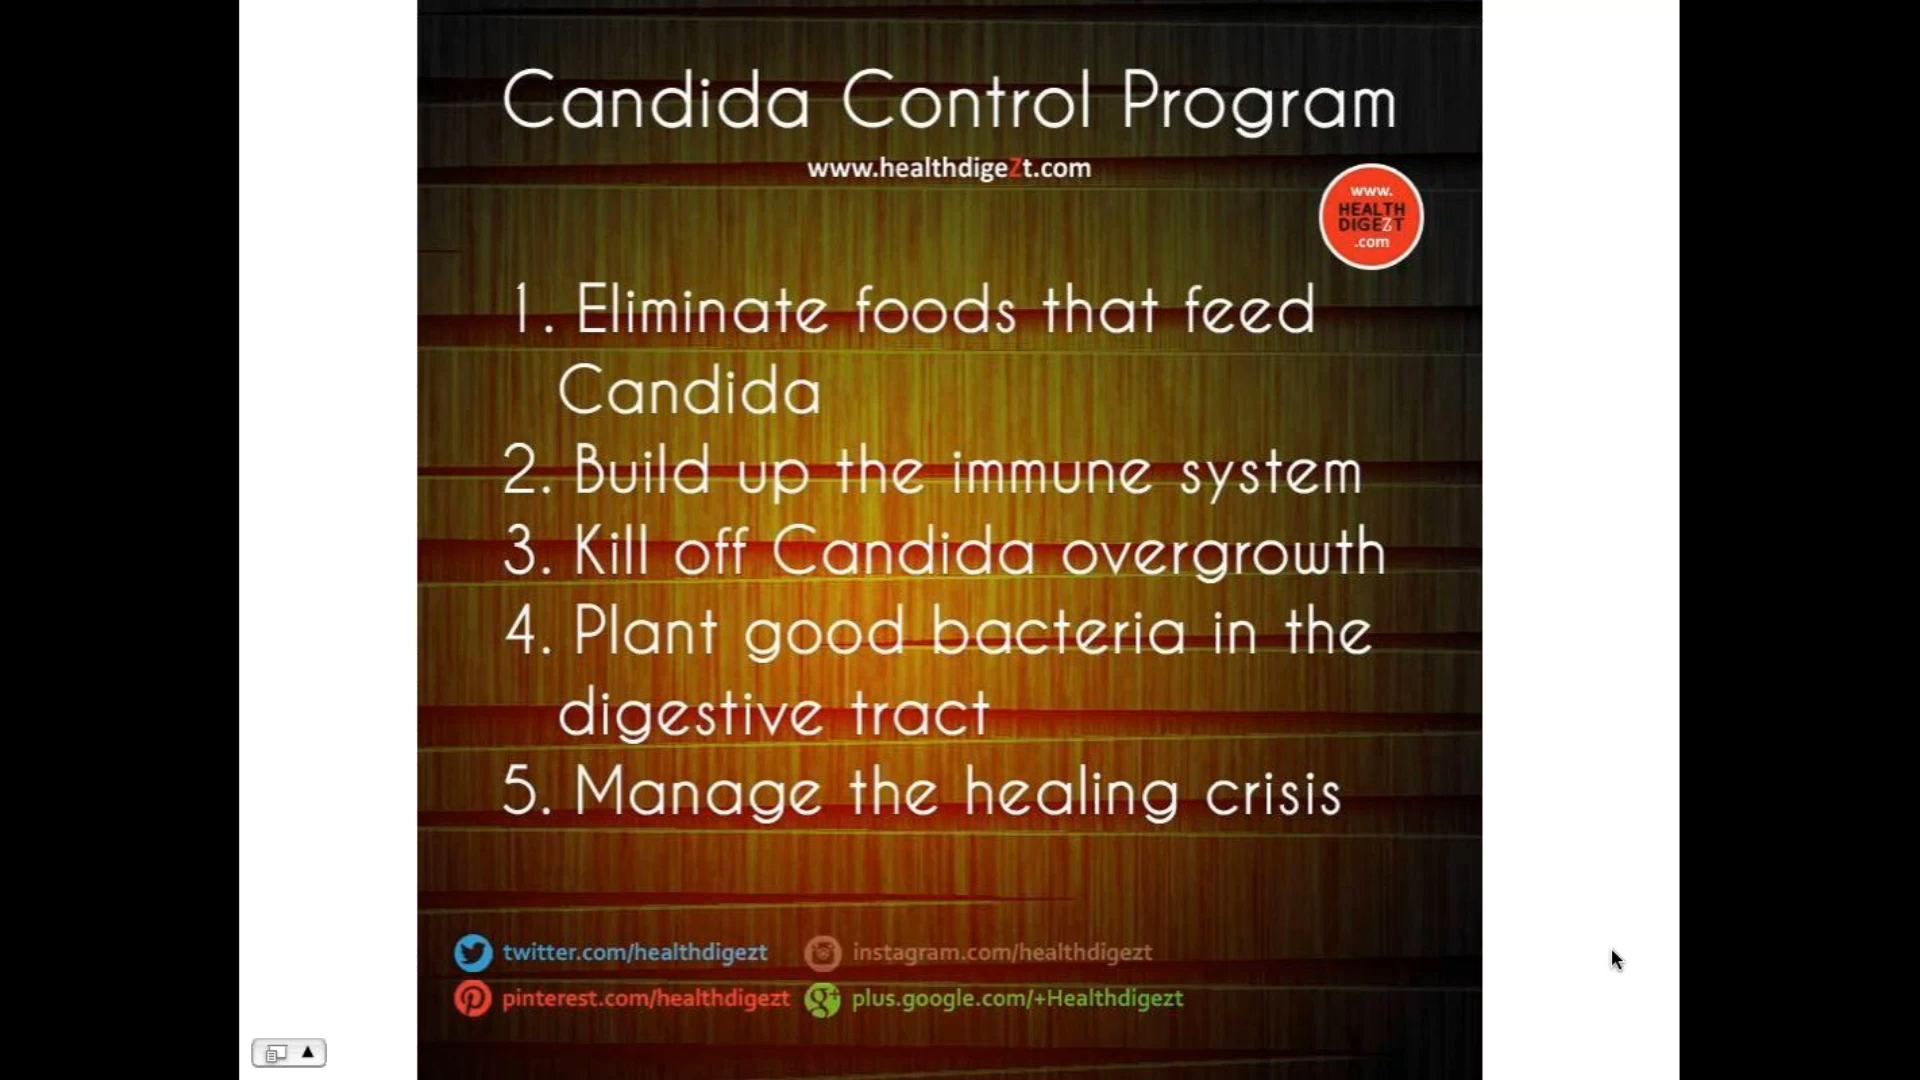 Candida Control Program
www.healthdigeZt.com
www.
HEALTH
DIGEZT
.com
1. Eliminate foods that feed
Candida
2. Build up the immune system
3. Kill off Candida overgrowth
4. Plant good bacteria in the
digestive tract
5. Manage the healing crisis
twitter.com/healthdigezt
instagram.com/healthdigezt
pinterest.com/healthdigezt
g+
plus.google.com/+Healthdigezt